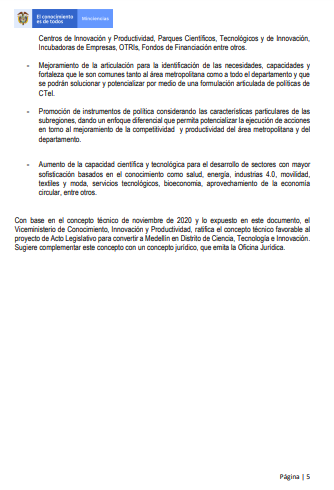 El conocimiento
es de todos
Minciencias
Centros de Innovación y Productividad, Parques Científicos, Tecnológicos y de Innovación,
Incubadoras de Empresas, OTRIs, Fondos de Financiación entre otros.
- Mejoramiento de la articulación para la identificación de las necesidades, capacidades y
fortaleza que le son comunes tanto al área metropolitana como a todo el departamento y que
se podrán solucionar y potencializar por medio de una formulación articulada de políticas de
CTeI.
- Promoción de instrumentos de política considerando las características particulares de las
subregiones, dando un enfoque diferencial que permita potencializar la ejecución de acciones
en torno al mejoramiento de la competitividad y productividad del área metropolitana y del
departamento.
- Aumento de la capacidad científica y tecnológica para el desarrollo de sectores con mayor
sofisticación basados en el conocimiento como salud, energía, industrias 4.0, movilidad,
textiles y moda, servicios tecnológicos, bioeconomía, aprovechamiento de la economía
circular, entre otros.
Con base en el concepto técnico de noviembre de 2020 y lo expuesto en este documento, el
Viceministerio de Conocimiento, Innovación y Productividad, ratifica el concepto técnico favorable al
proyecto de Acto Legislativo para convertir a Medellín en Distrito de Ciencia, Tecnología e Innovación.
Sugiere complementar este concepto con un concepto jurídico, que emita la Oficina Jurídica.
Página | 5